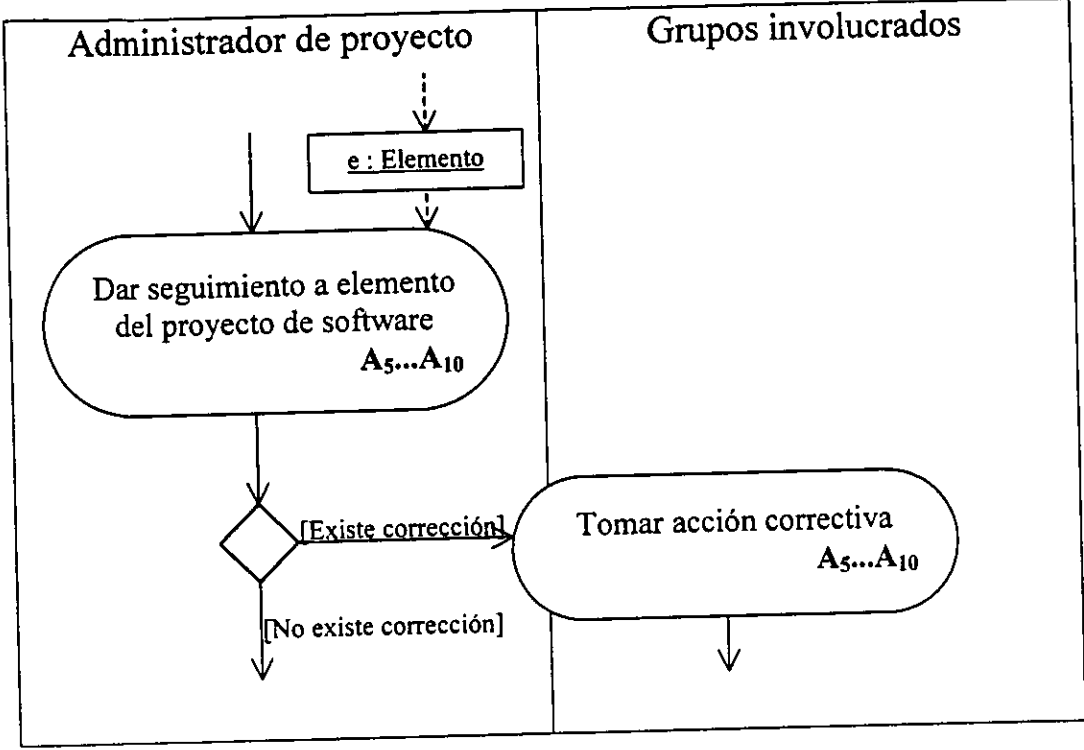 Administrador de proyecto
Grupos involucrados
e : Elemento
Dar seguimiento a elemento
del proyecto de software
A5...A10
[Existe corrección]
Tomar acción correctiva
A5...A10
[No existe corrección]